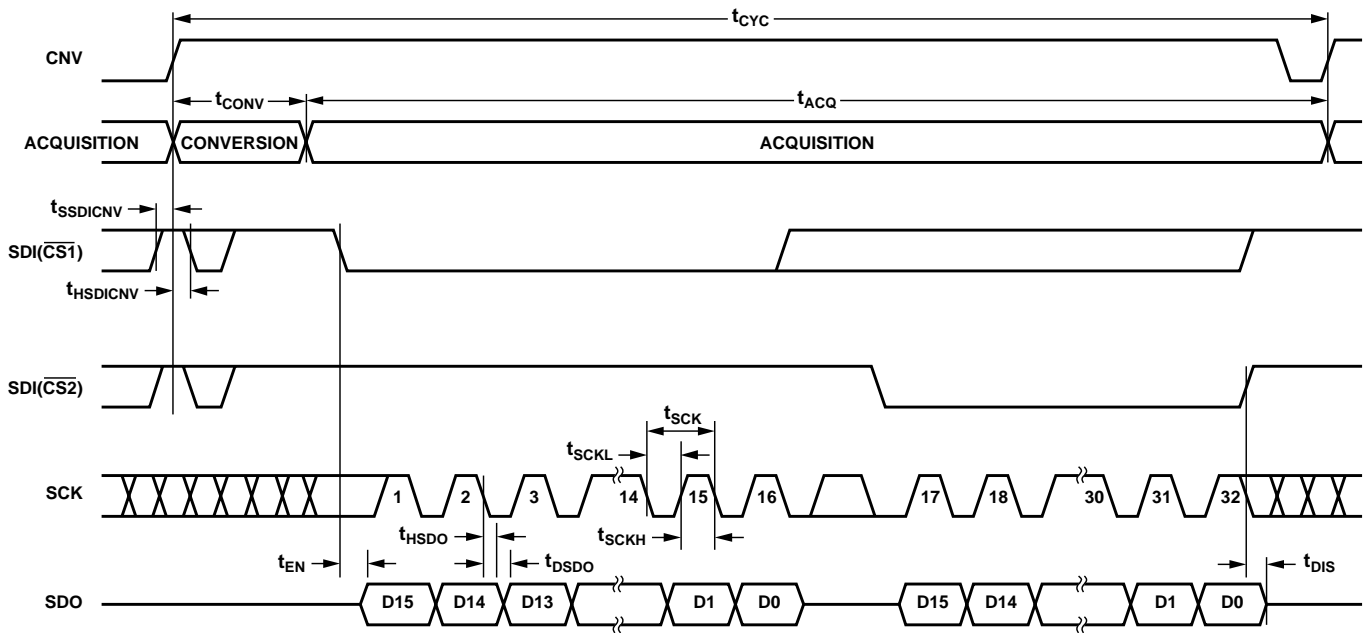 tCYC
CNV
tCONV
tACQ
ACQUISITION
CONVERSION
ACQUISITION
tSSDICNV
SDI(CS1)
tHSDICNV
SDI(CS2)
tSCK
tSCKL
SCK
1 2 3 14 15 16 17 18 30 31 32
tHSDO
tSCKH
tEN
tDSDO
tDIS
SDO
D15 D14 D13 D1 D0 D15 D14 D1 D0